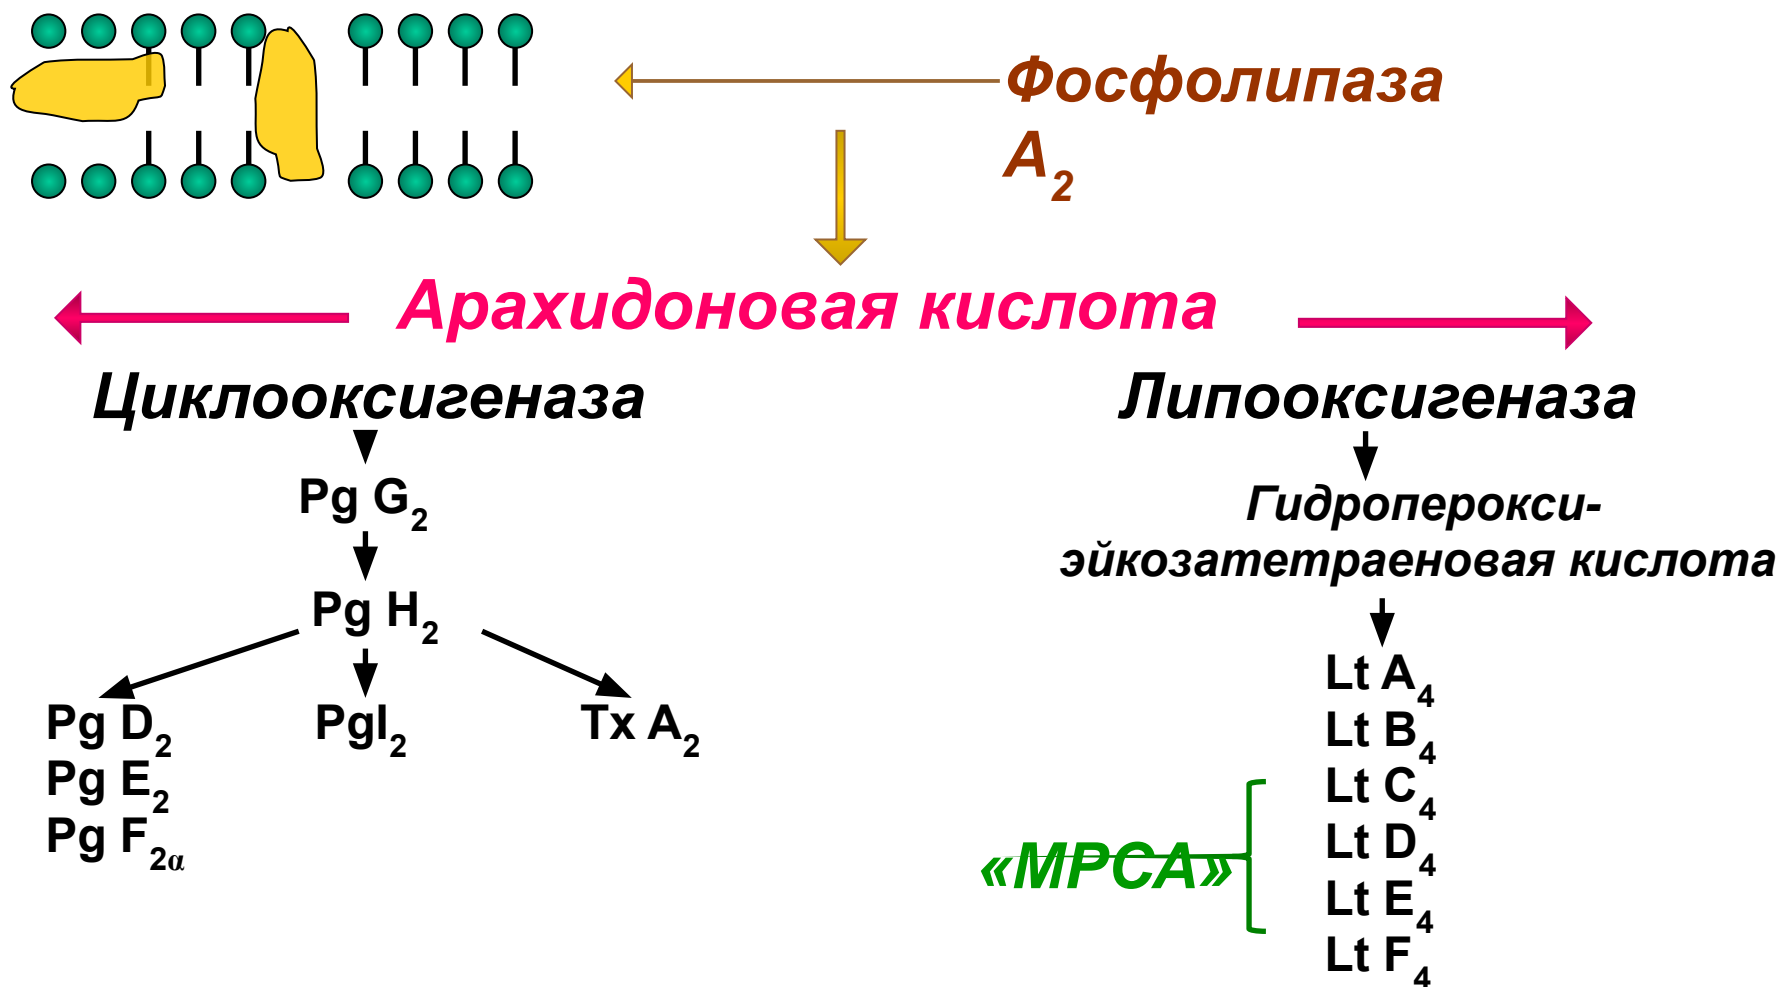 Фосфолипаза
А2
Арахидоновая кислота
Циклооксигеназа
Липооксигеназа
Pg G2
Гидроперокси-
эйкозатетраеновая кислота
Pg H2
Lt A4
Pg D2 PgI2 Tx A2
Lt B4
Pg E2
Lt C4
Pg F2α
Lt D4
«МРСА»
Lt E4
Lt F4